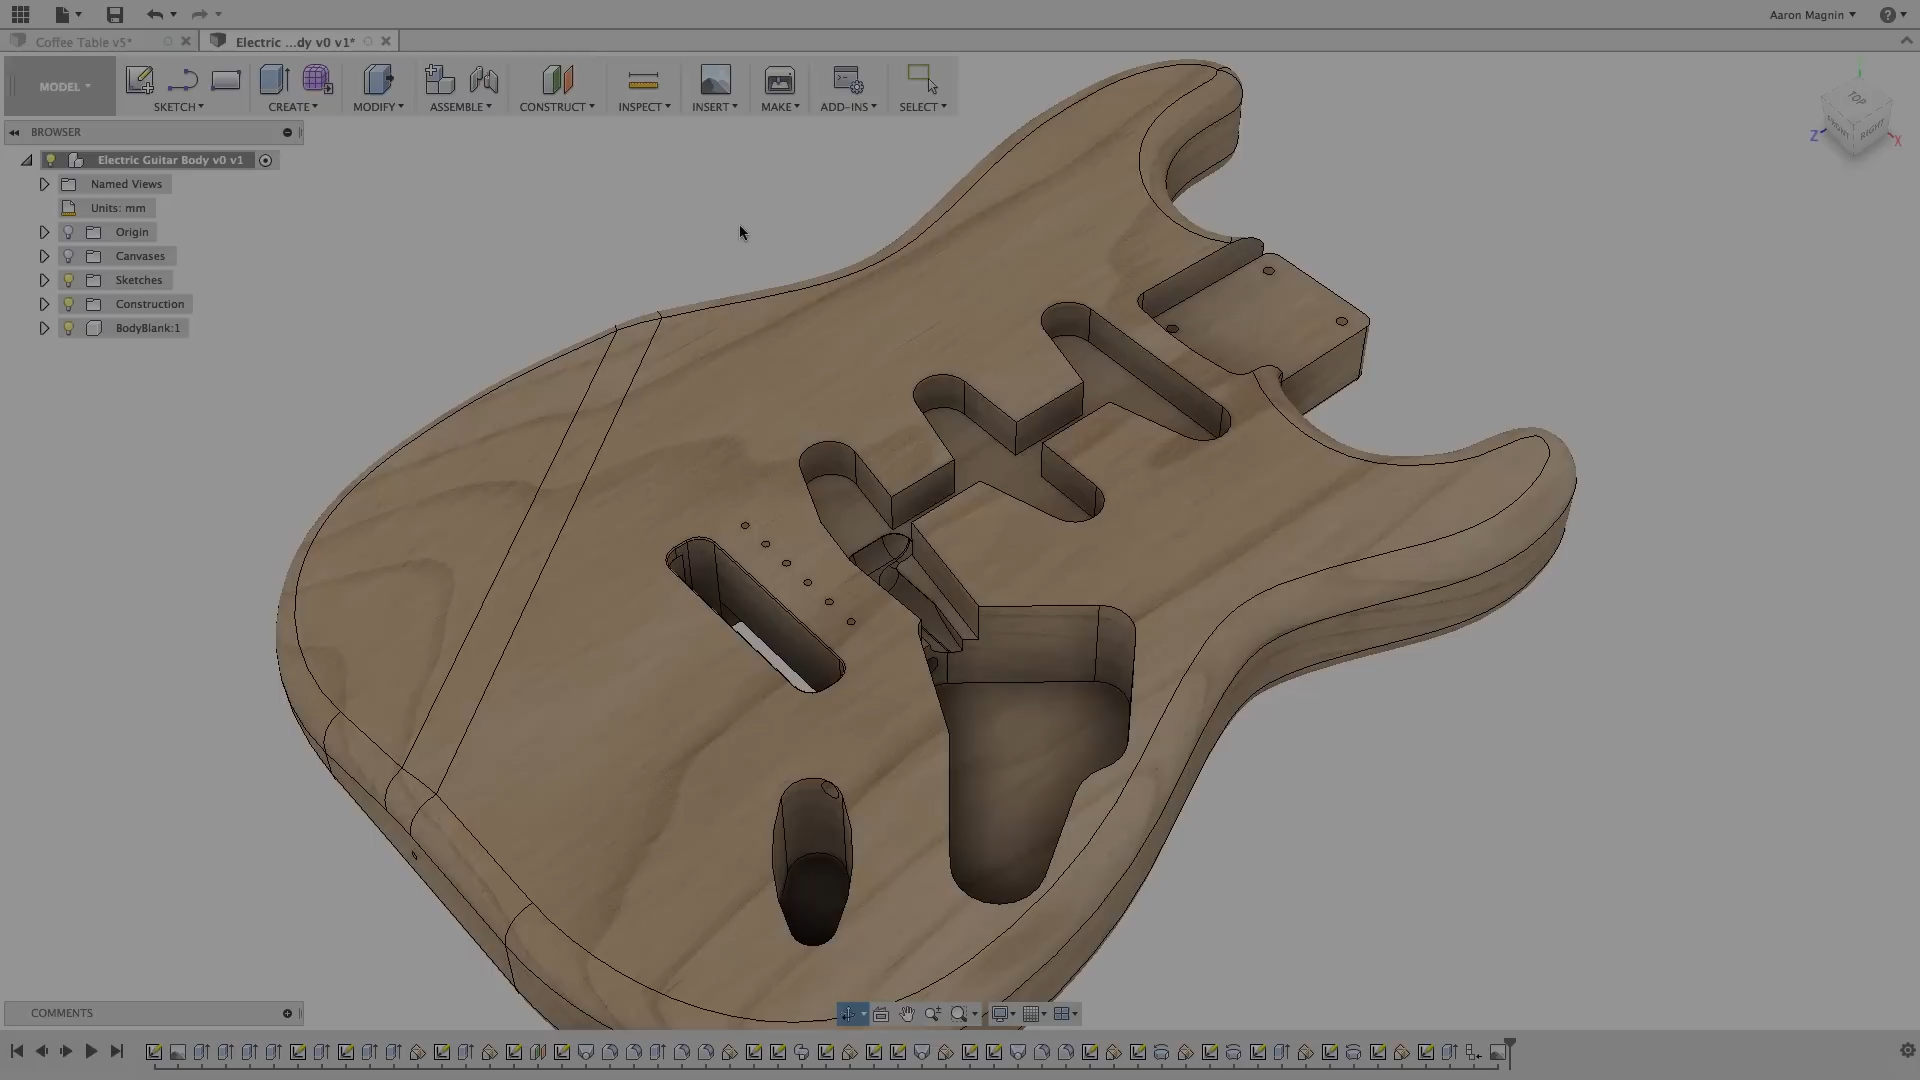 Aaron Magnin
Coffee Table v5*
Electric ...dy v0 v1*
MODEL
SKETCH
CREATE
MODIFY
ASSEMBLE
CONSTRUCT
INSPECT
INSERT
MAKE
ADD-INS
SELECT
TOP
FRONT
RIGHT
Z
X
BROWSER
Electric Guitar Body v0 v1
Named Views
Units: mm
Origin
Canvases
Sketches
Construction
BodyBlank:1
COMMENTS